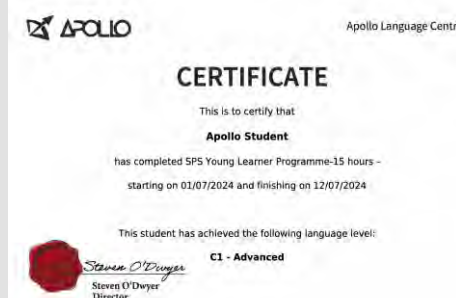 APOLLO
Apollo Language Centr
CERTIFICATE
This is to certify that
Apollo Student
has completed SPS Young Learner Programme-15 hours –
starting on 01/07/2024 and finishing on 12/07/2024
This student has achieved the following language level:
C1 - Advanced
Steven O'Dwyer
Steven O'Dwyer
Director